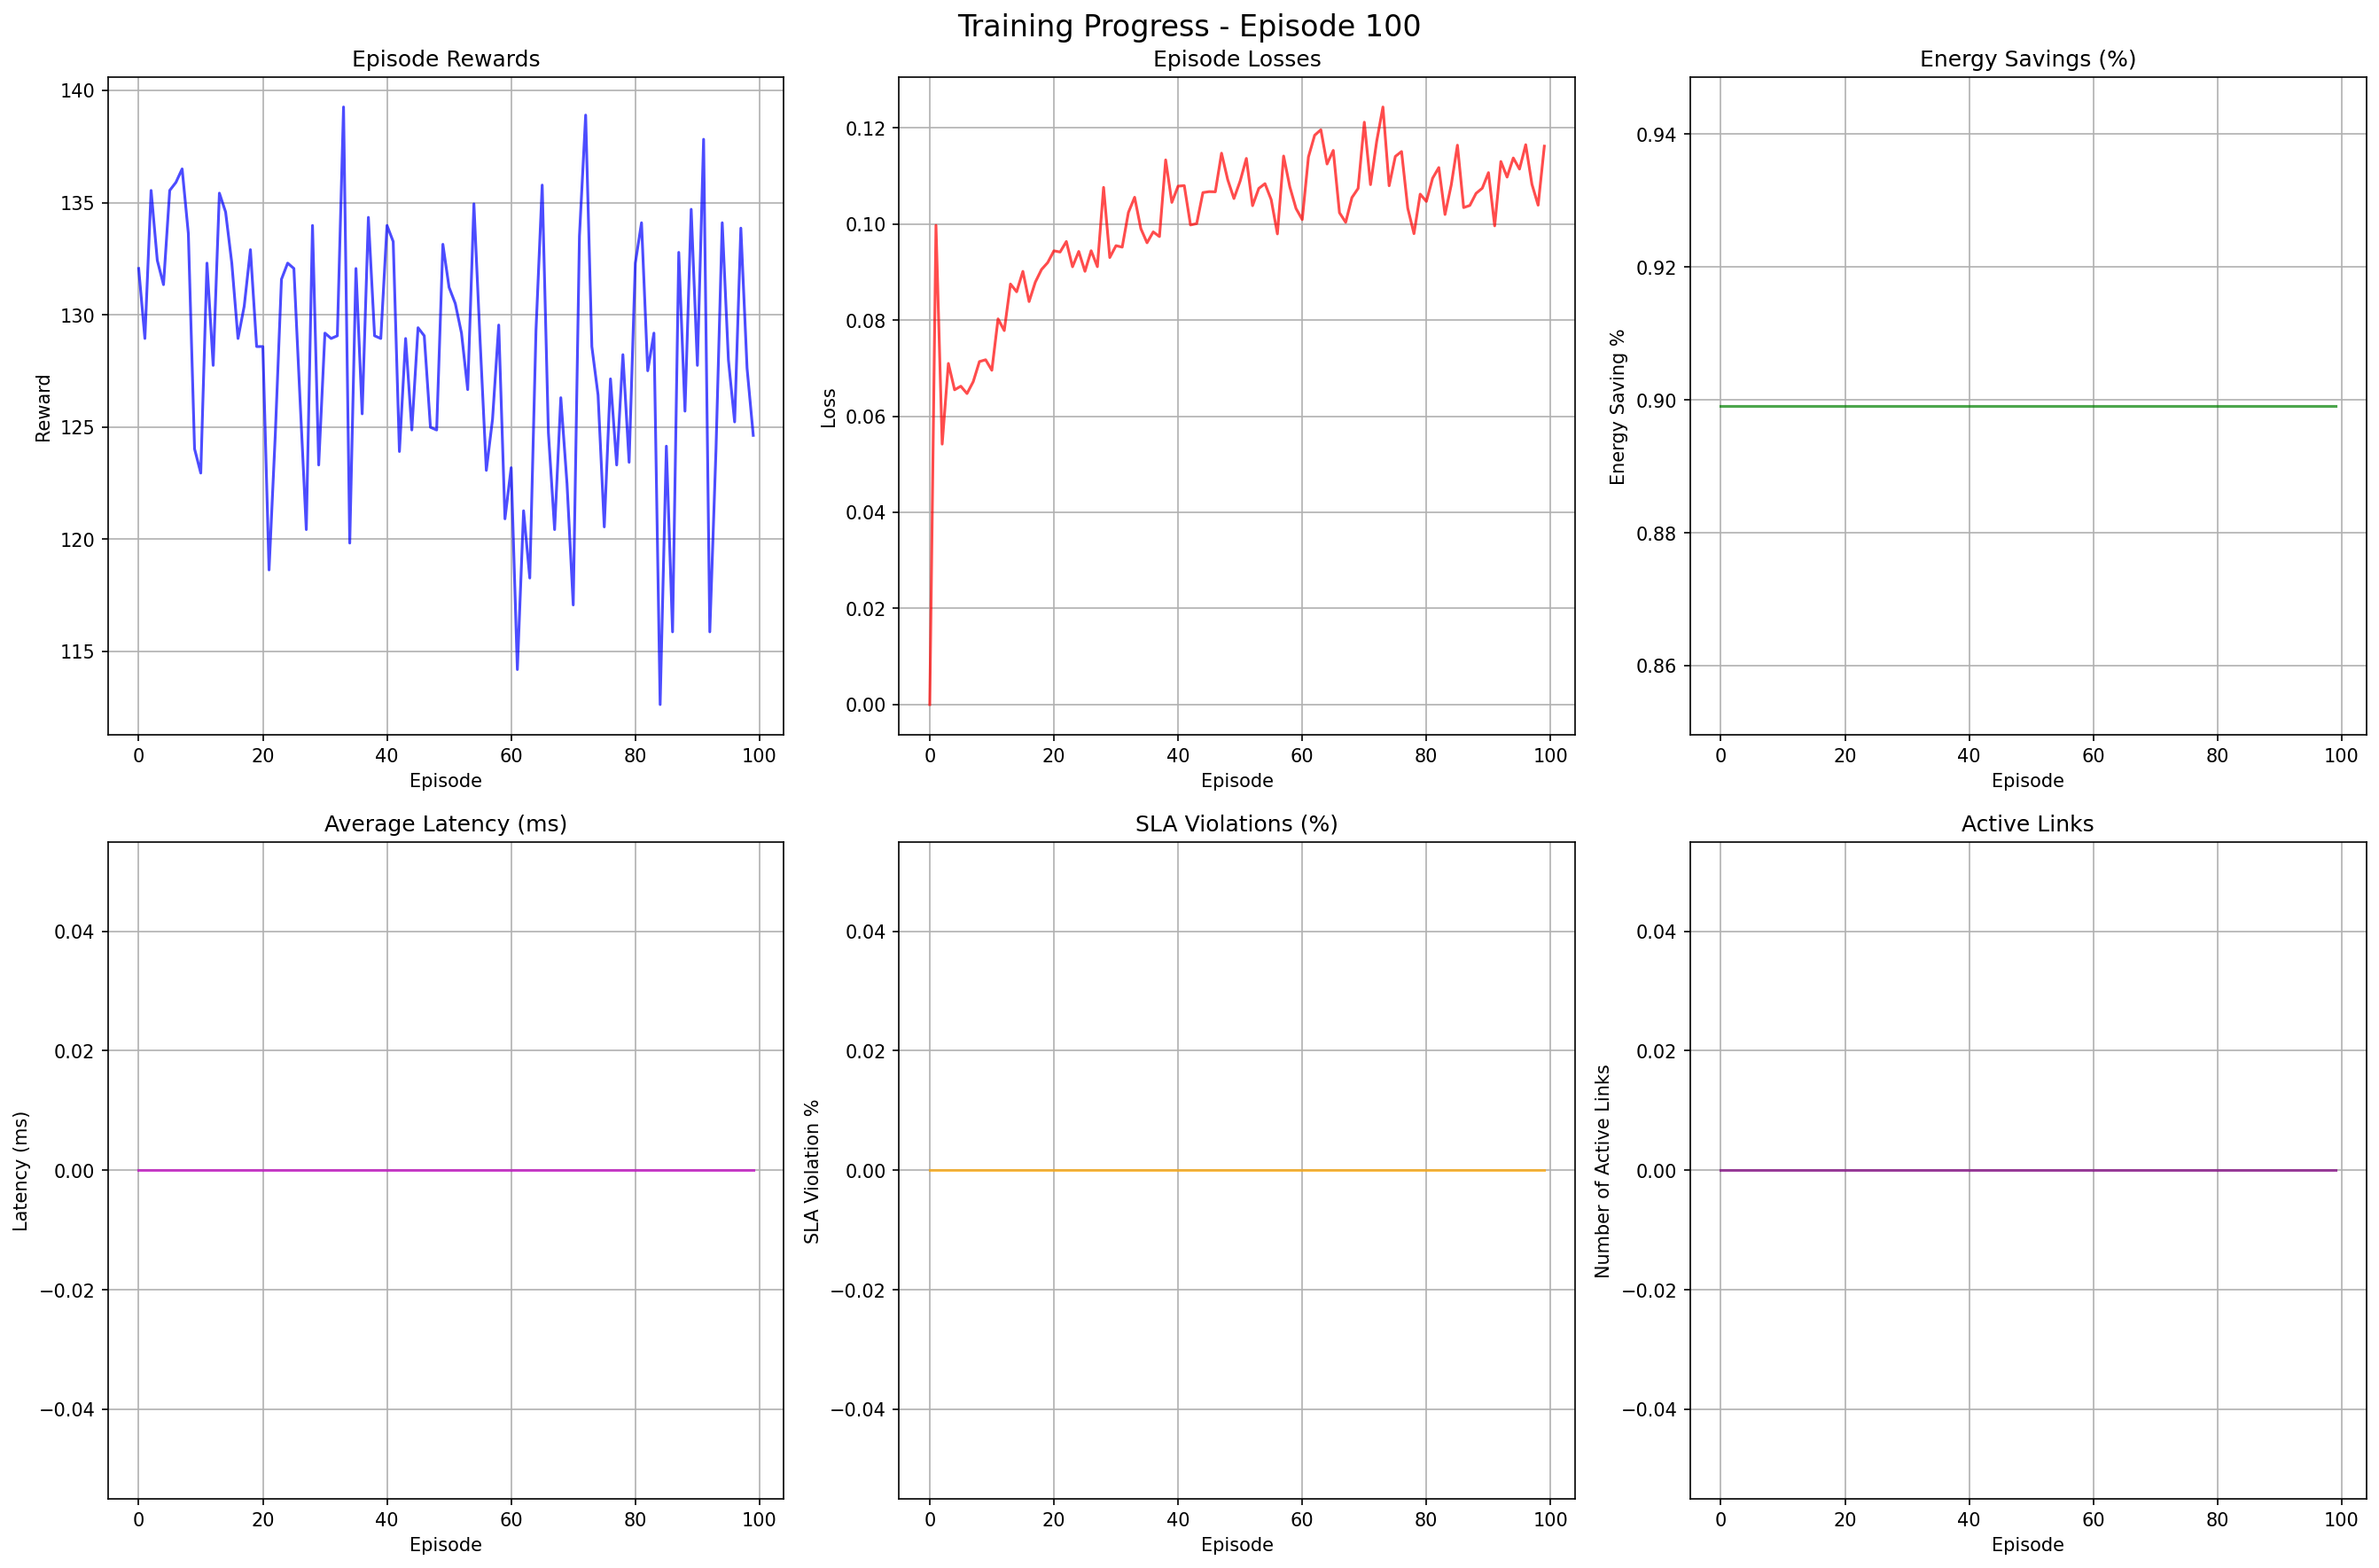 Training Progress - Episode 100
Episode Rewards
140
135
130
125
120
115
Reward
0 20 40 60 80 100
Episode
Episode Losses
0.12
0.10
0.08
0.06
0.04
0.02
0.00
Loss
0 20 40 60 80 100
Episode
Energy Savings (%)
0.94
0.92
0.90
0.88
0.86
Energy Saving %
0 20 40 60 80 100
Episode
Average Latency (ms)
0.04
0.02
0.00
−0.02
−0.04
Latency (ms)
0 20 40 60 80 100
Episode
SLA Violations (%)
0.04
0.02
0.00
−0.02
−0.04
SLA Violation %
0 20 40 60 80 100
Episode
Active Links
0.04
0.02
0.00
−0.02
−0.04
Number of Active Links
0 20 40 60 80 100
Episode